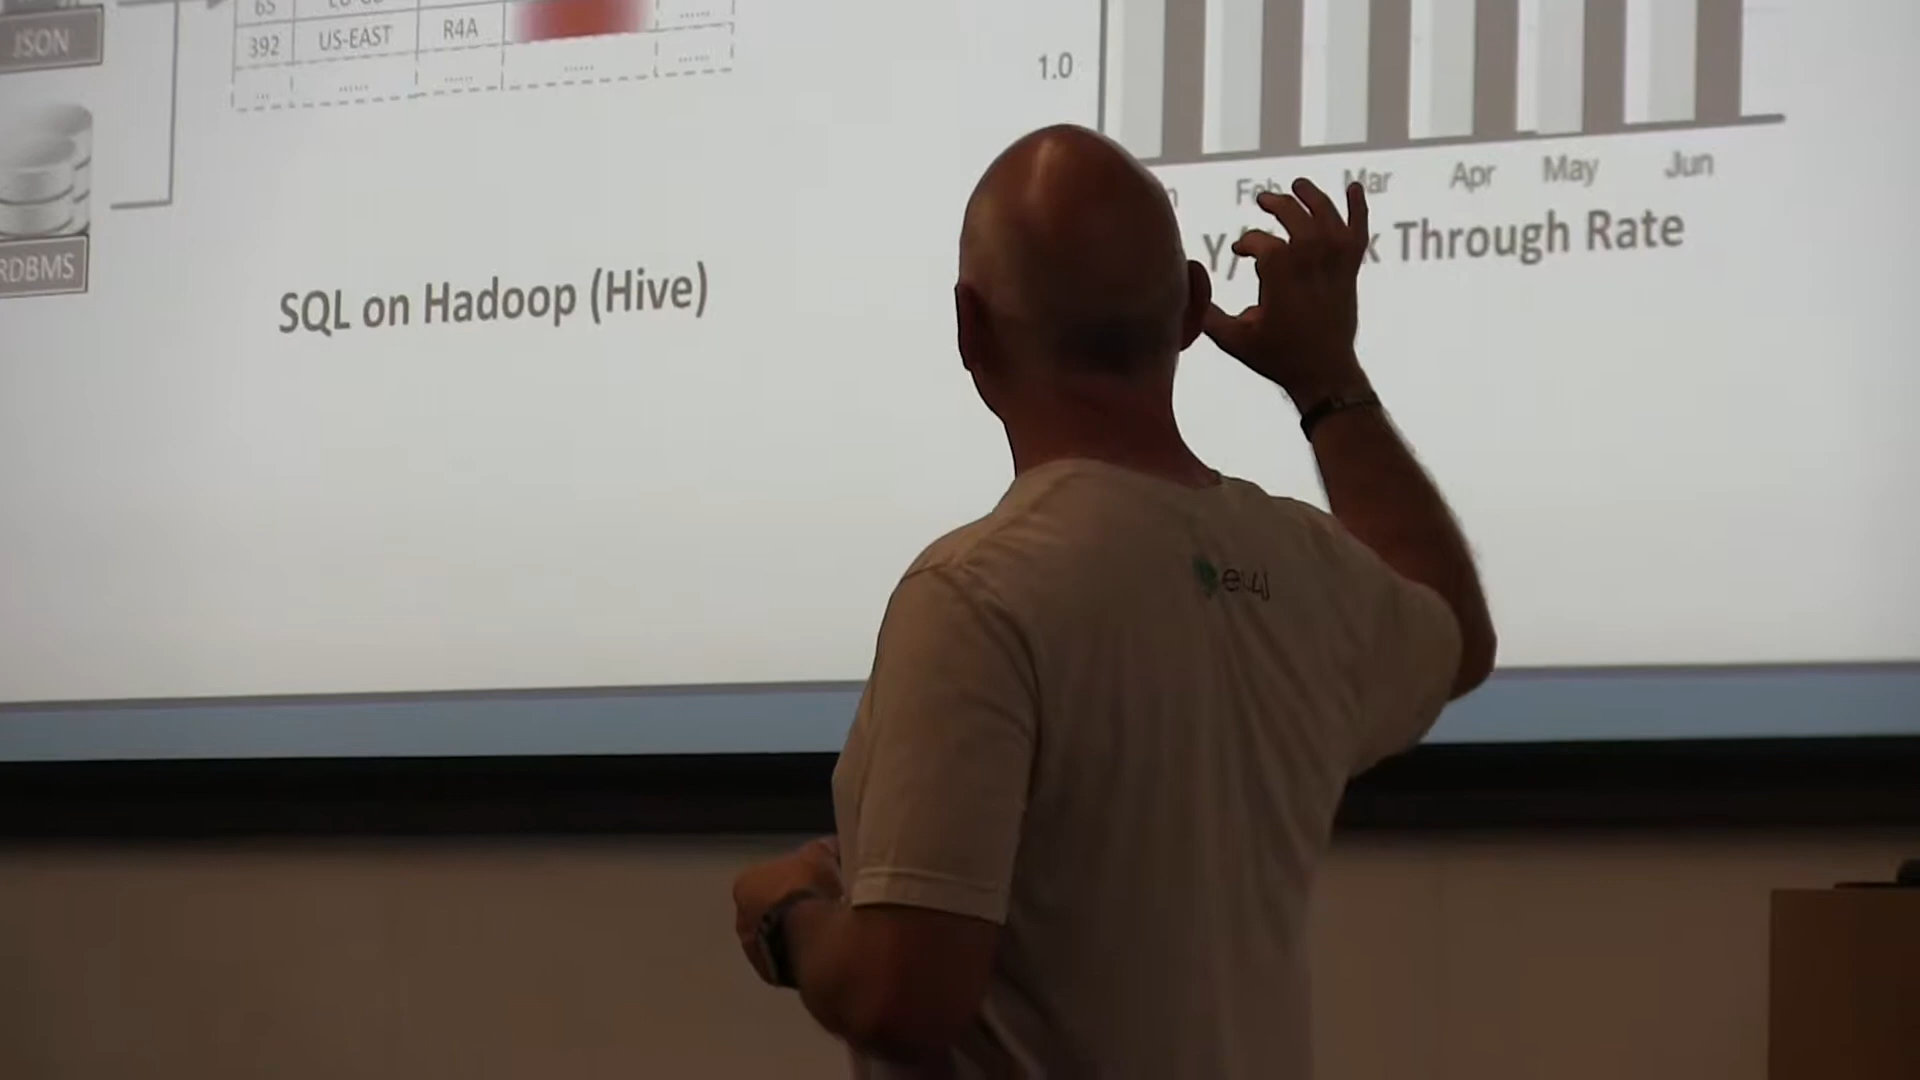 JSON
65
392 US-EAST R4A
...... ......
... ...... ...... ...... ......
RDBMS
SQL on Hadoop (Hive)
1.0
Mar Apr May Jun
Through Rate